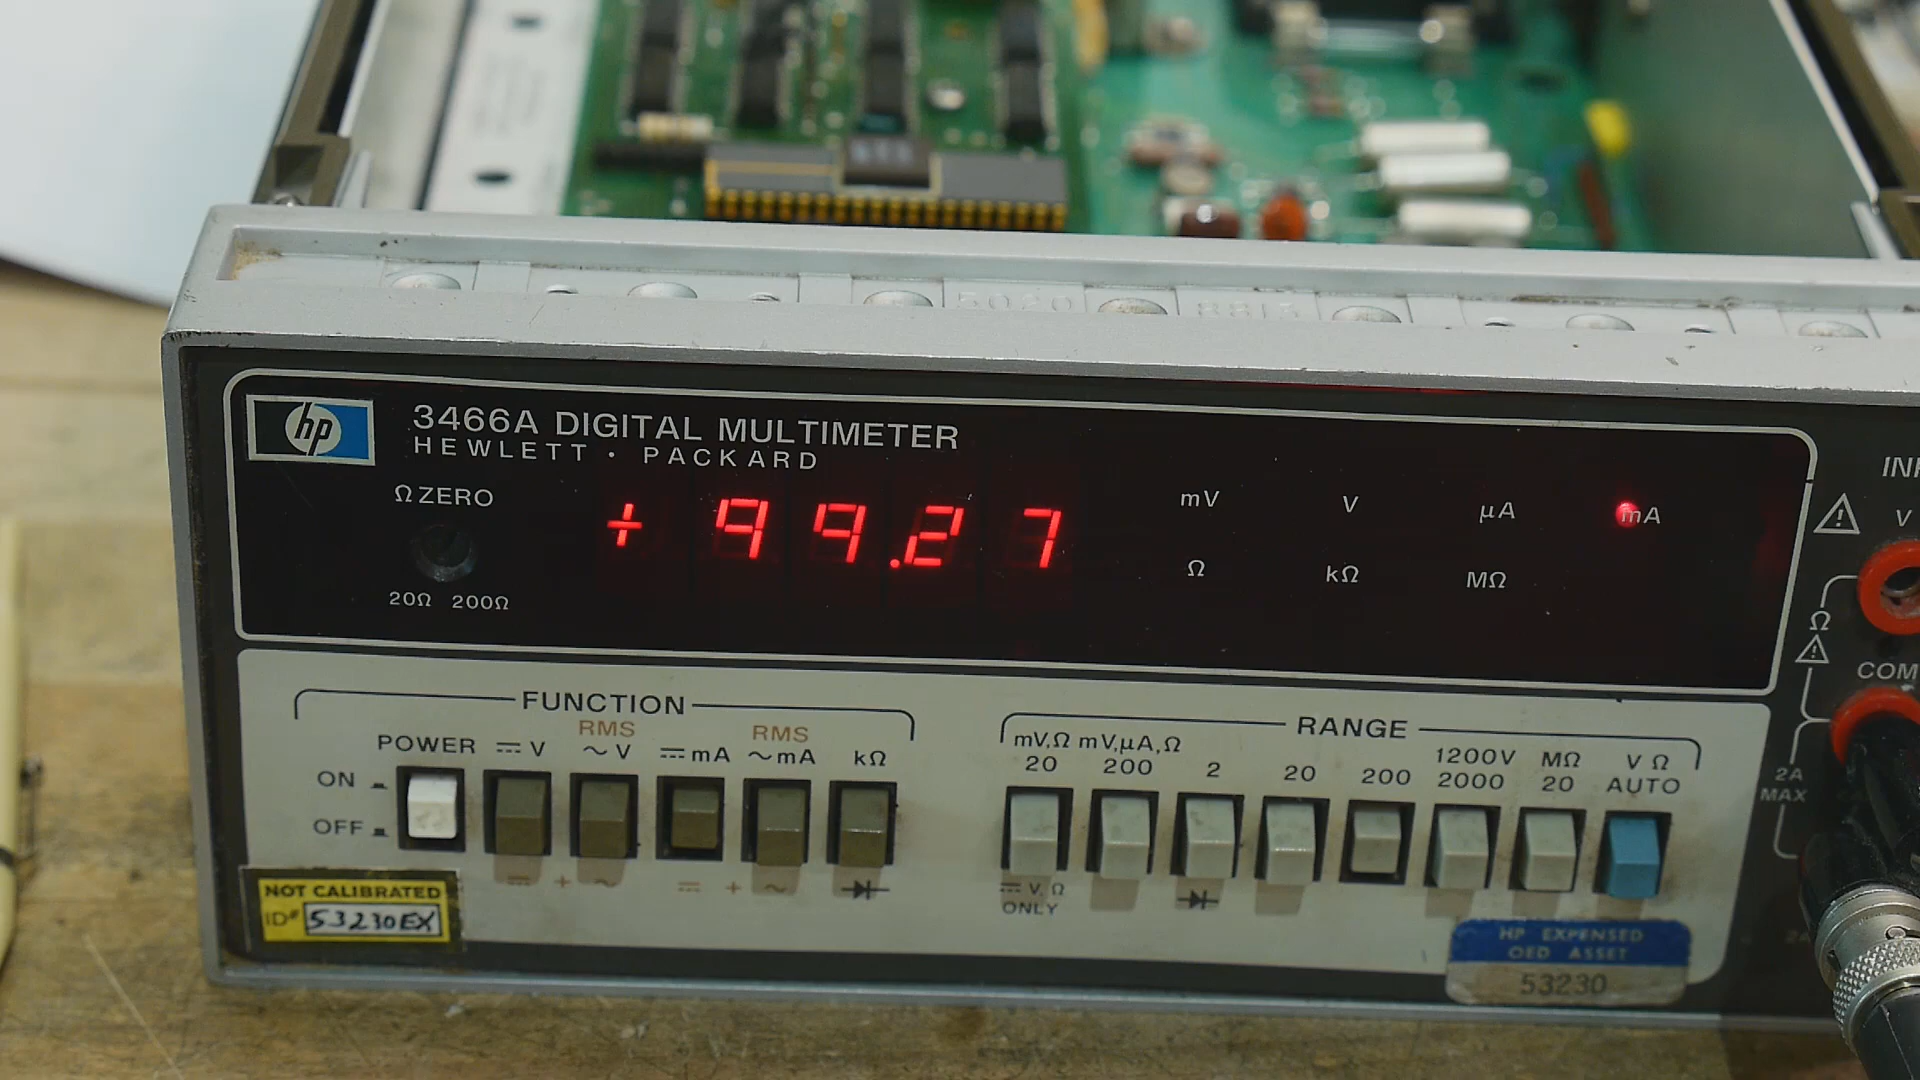 5020 8813
hp
3466A DIGITAL MULTIMETER
HEWLETT · PACKARD
Ω ZERO
20Ω 200Ω
+99.27
mV V µA mA
Ω kΩ MΩ
V
Ω
COM
2A
MAX
FUNCTION
RMS RMS
POWER ⎓ V ~ V ⎓ mA ~ mA kΩ
ON
OFF
⎓ + ~ ⎓ + ~
RANGE
mV,Ω mV,µA,Ω 1200V MΩ V Ω
20 200 2 20 200 2000 20 AUTO
⎓ V, Ω
ONLY
NOT CALIBRATED
ID# 53230EX
HP EXPENSED
OED ASSET
53230